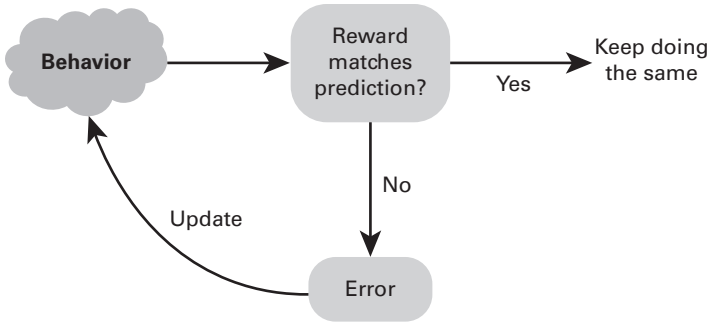 Behavior
Reward
matches
prediction?
Yes
Keep doing
the same
No
Update
Error